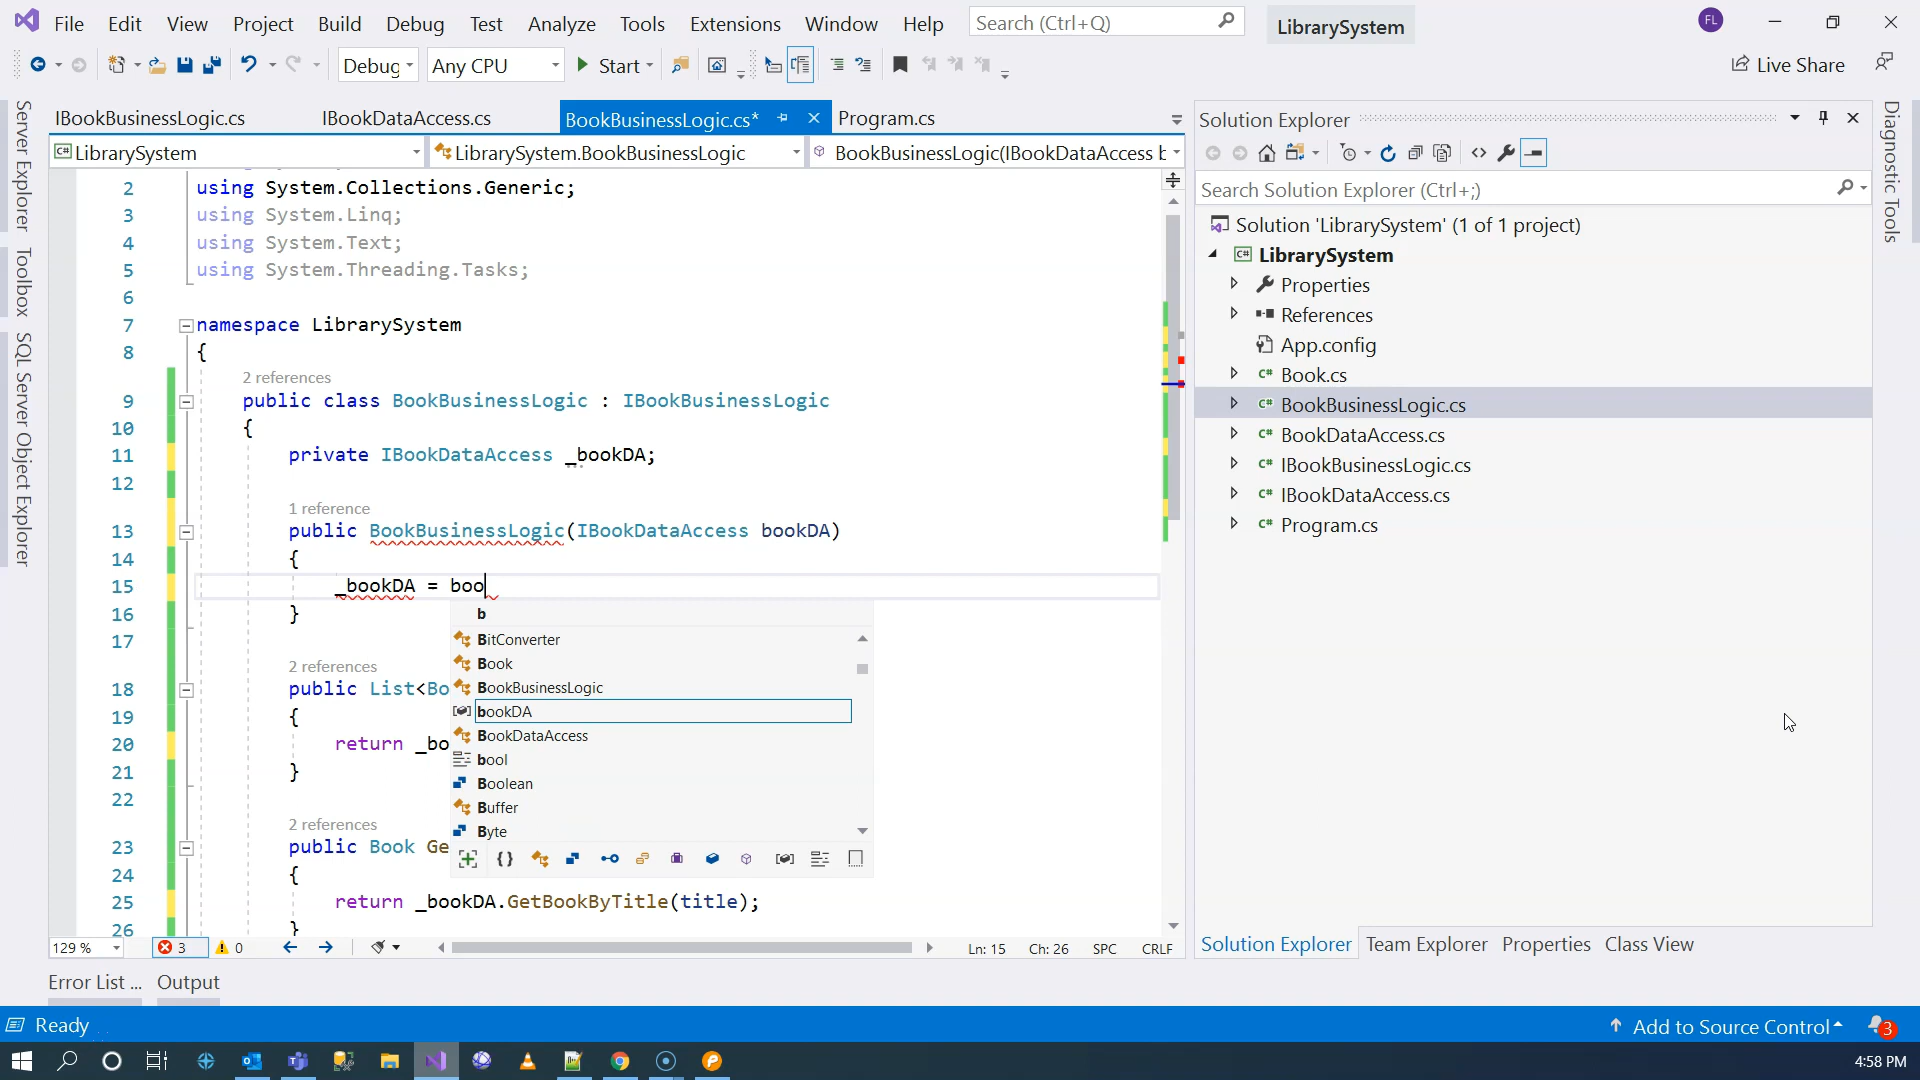 File Edit View Project Build Debug Test Analyze Tools Extensions Window Help Search (Ctrl+Q) LibrarySystem FL
Debug Any CPU Start Live Share
IBookBusinessLogic.cs IBookDataAccess.cs BookBusinessLogic.cs* Program.cs
LibrarySystem LibrarySystem.BookBusinessLogic BookBusinessLogic(IBookDataAccess b
Server Explorer
Toolbox
SQL Server Object Explorer
2 using System.Collections.Generic;
3 using System.Linq;
4 using System.Text;
5 using System.Threading.Tasks;
6
7 namespace LibrarySystem
8 {
2 references
9 public class BookBusinessLogic : IBookBusinessLogic
10 {
11 private IBookDataAccess _bookDA;
12
1 reference
13 public BookBusinessLogic(IBookDataAccess bookDA)
14 {
15 _bookDA = boo
16 }
17
2 references
18 public List<Bo
19 {
20 return _bo
21 }
22
2 references
23 public Book Ge
24 {
25 return _bookDA.GetBookByTitle(title);
26 }
b
BitConverter
Book
BookBusinessLogic
bookDA
BookDataAccess
bool
Boolean
Buffer
Byte
129 % 3 0 Ln: 15 Ch: 26 SPC CRLF
Solution Explorer
Search Solution Explorer (Ctrl+;)
Solution 'LibrarySystem' (1 of 1 project)
C# LibrarySystem
Properties
References
App.config
C# Book.cs
C# BookBusinessLogic.cs
C# BookDataAccess.cs
C# IBookBusinessLogic.cs
C# IBookDataAccess.cs
C# Program.cs
Solution Explorer Team Explorer Properties Class View
Diagnostic Tools
Error List ... Output
Ready Add to Source Control 3
4:58 PM